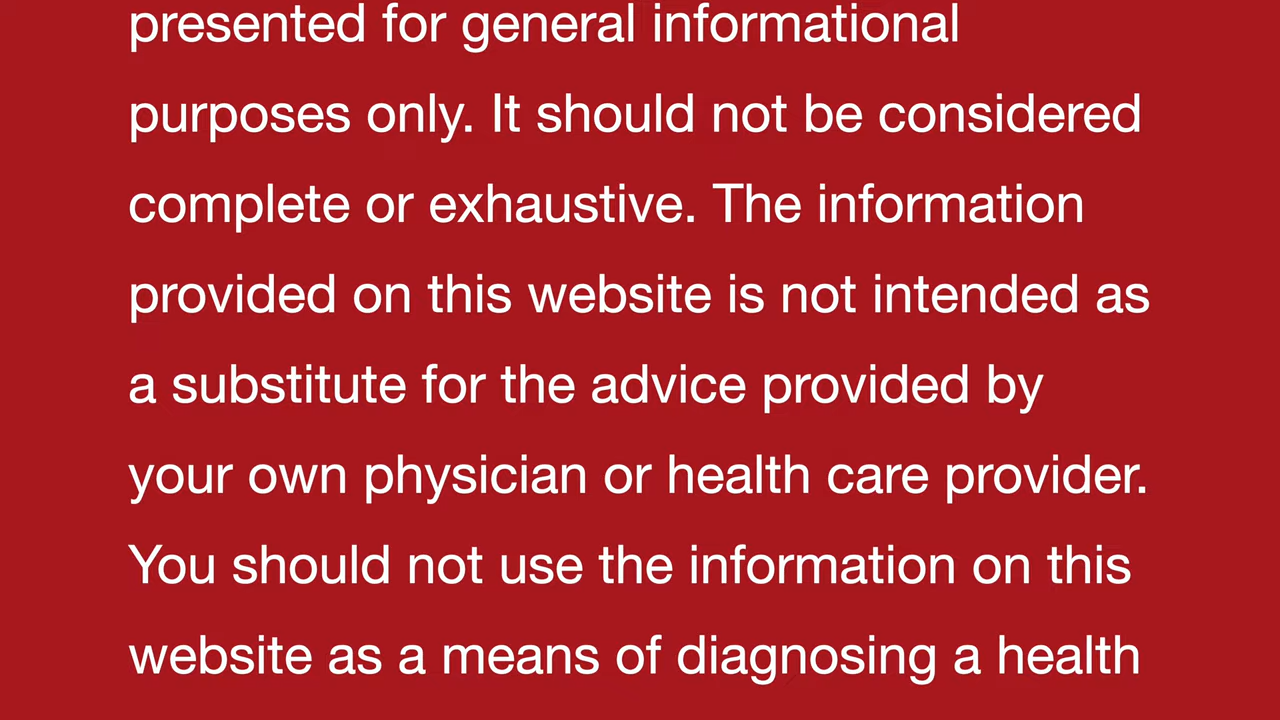 presented for general informational
purposes only. It should not be considered
complete or exhaustive. The information
provided on this website is not intended as
a substitute for the advice provided by
your own physician or health care provider.
You should not use the information on this
website as a means of diagnosing a health